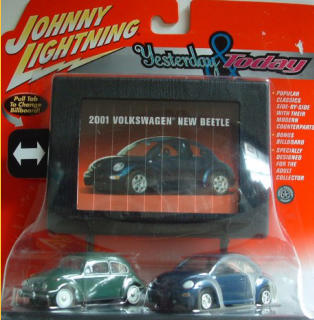 JOHNNY
LIGHTNING
Yesterday & Today
Pull Tab
To Change
Billboard!
• POPULAR
CLASSICS
SIDE-BY-SIDE
WITH THEIR
MODERN
COUNTERPARTS
• BONUS
BILLBOARD
• SPECIALLY
DESIGNED
FOR THE
ADULT
COLLECTOR
2001 VOLKSWAGEN® NEW BEETLE